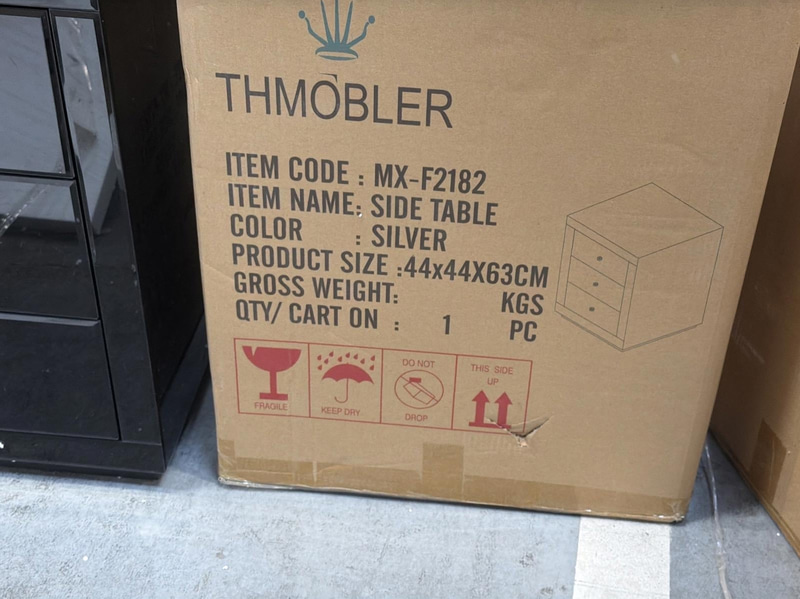 THMÖBLER
ITEM CODE : MX-F2182
ITEM NAME: SIDE TABLE
COLOR : SILVER
PRODUCT SIZE :44x44X63CM
GROSS WEIGHT: KGS
QTY/ CART ON : 1 PC
FRAGILE
KEEP DRY
DO NOT
DROP
THIS SIDE
UP